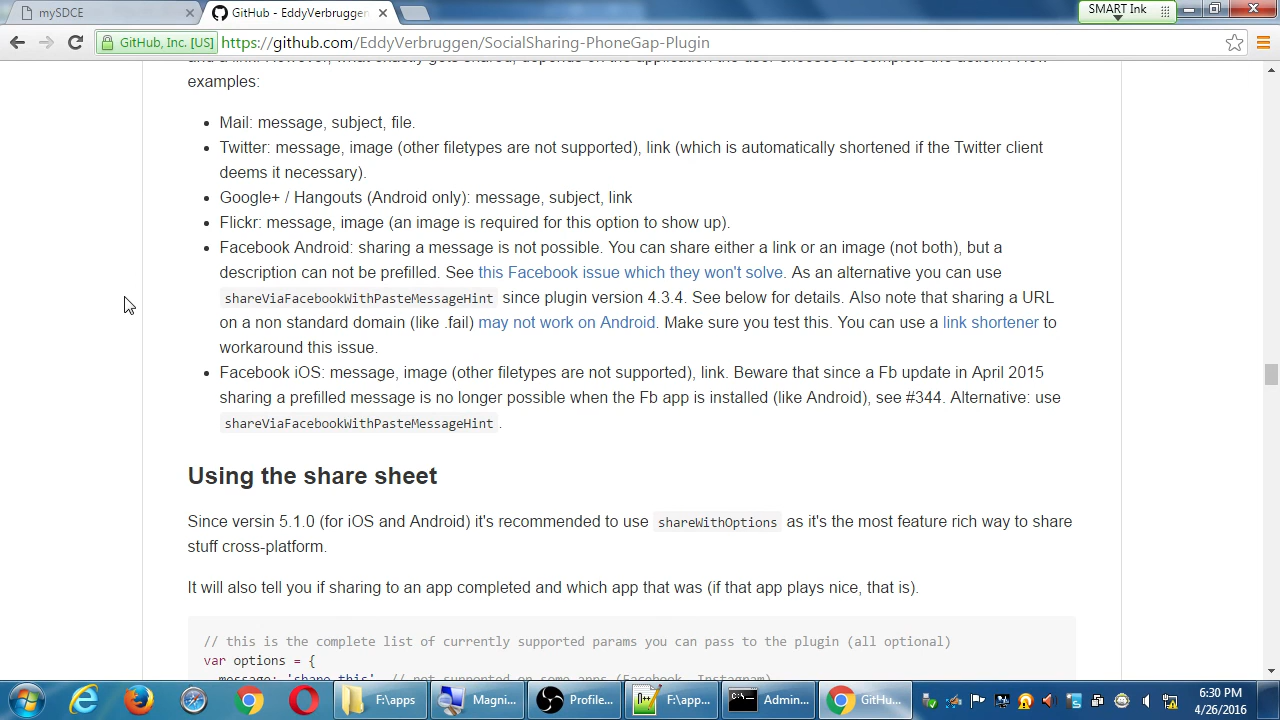 mySDCE
GitHub - EddyVerbruggen
SMART Ink
GitHub, Inc. [US]
https://github.com/EddyVerbruggen/SocialSharing-PhoneGap-Plugin
examples:
Mail: message, subject, file.
Twitter: message, image (other filetypes are not supported), link (which is automatically shortened if the Twitter client
deems it necessary).
Google+ / Hangouts (Android only): message, subject, link
Flickr: message, image (an image is required for this option to show up).
Facebook Android: sharing a message is not possible. You can share either a link or an image (not both), but a
description can not be prefilled. See this Facebook issue which they won't solve. As an alternative you can use
shareViaFacebookWithPasteMessageHint since plugin version 4.3.4. See below for details. Also note that sharing a URL
on a non standard domain (like .fail) may not work on Android. Make sure you test this. You can use a link shortener to
workaround this issue.
Facebook iOS: message, image (other filetypes are not supported), link. Beware that since a Fb update in April 2015
sharing a prefilled message is no longer possible when the Fb app is installed (like Android), see #344. Alternative: use
shareViaFacebookWithPasteMessageHint.
Using the share sheet
Since versin 5.1.0 (for iOS and Android) it's recommended to use shareWithOptions as it's the most feature rich way to share
stuff cross-platform.
It will also tell you if sharing to an app completed and which app that was (if that app plays nice, that is).
// this is the complete list of currently supported params you can pass to the plugin (all optional)
var options = {
message: 'share this', // not supported on some apps (Facebook, Instagram)
F:\apps
Magni...
Profile...
F:\app...
Admin...
GitHu...
6:30 PM
4/26/2016